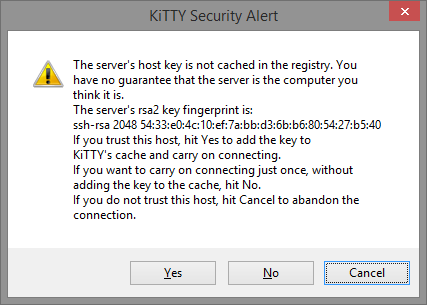 KiTTY Security Alert
The server's host key is not cached in the registry. You
have no guarantee that the server is the computer you
think it is.
The server's rsa2 key fingerprint is:
ssh-rsa 2048 54:33:e0:4c:10:ef:7a:bb:d3:6b:b6:80:54:27:b5:40
If you trust this host, hit Yes to add the key to
KiTTY's cache and carry on connecting.
If you want to carry on connecting just once, without
adding the key to the cache, hit No.
If you do not trust this host, hit Cancel to abandon the
connection.
Yes
No
Cancel